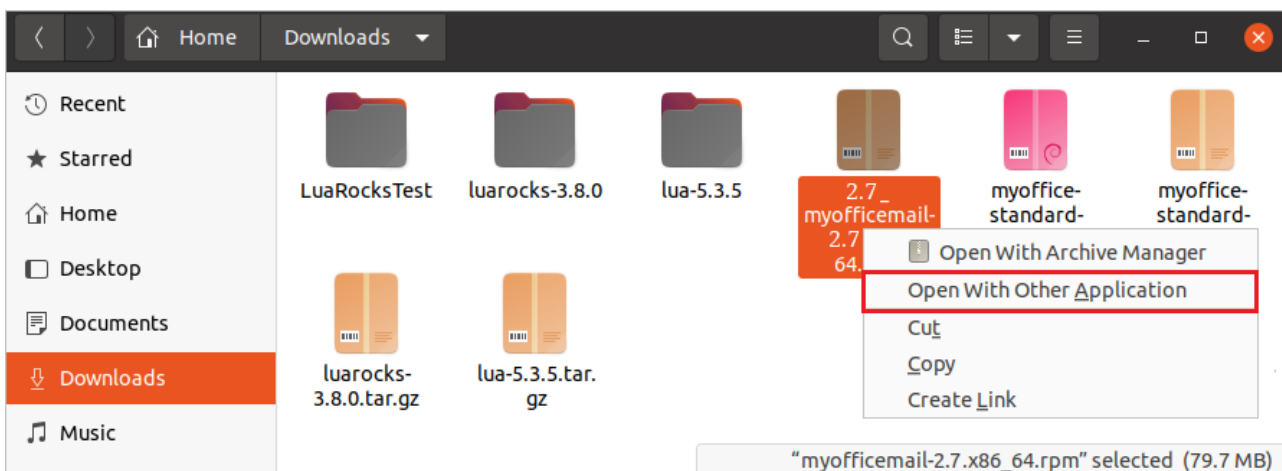 Home
Downloads
Recent
Starred
Home
Desktop
Documents
Downloads
Music
LuaRocksTest
luarocks-3.8.0
lua-5.3.5
2.7_
myofficemail-
2.7
64.
myoffice-
standard-
myoffice-
standard-
luarocks-
3.8.0.tar.gz
lua-5.3.5.tar.
gz
Open With Archive Manager
Open With Other Application
Cut
Copy
Create Link
“myofficemail-2.7.x86_64.rpm” selected (79.7 MB)